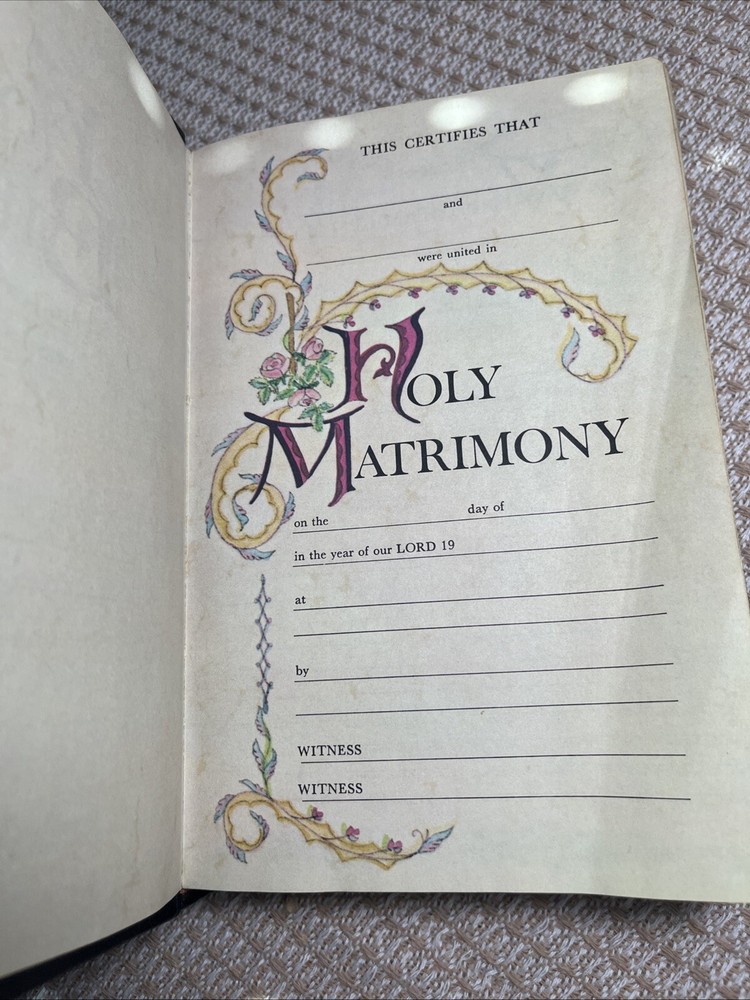 THIS CERTIFIES THAT
and
were united in
HOLY
MATRIMONY
on the day of
in the year of our LORD 19
at
by
WITNESS
WITNESS